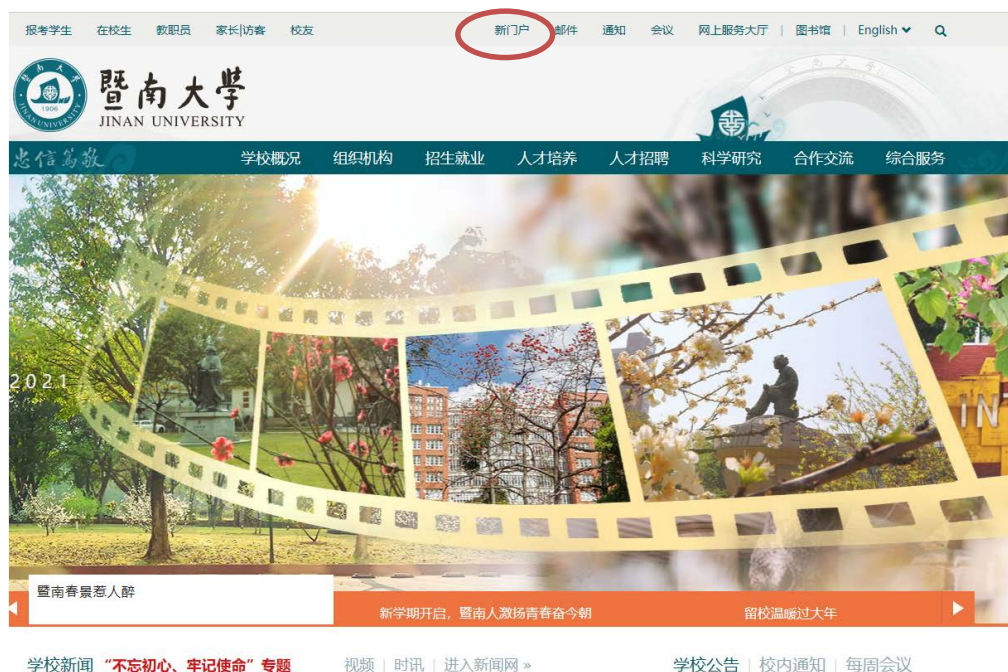 报考学生 在校生 教职员 家长|访客 校友 新门户 邮件 通知 会议 网上服务大厅 | 图书馆 | English
暨南大學
JINAN UNIVERSITY
1906
忠信笃敬 学校概况 组织机构 招生就业 人才培养 人才招聘 科学研究 合作交流 综合服务
2021
INT
暨南春景惹人醉
新学期开启，暨南人激扬青春奋今朝 留校温暖过大年
学校新闻 “不忘初心、牢记使命”专题 视频 | 时讯 | 进入新闻网 » 学校公告 | 校内通知 | 每周会议